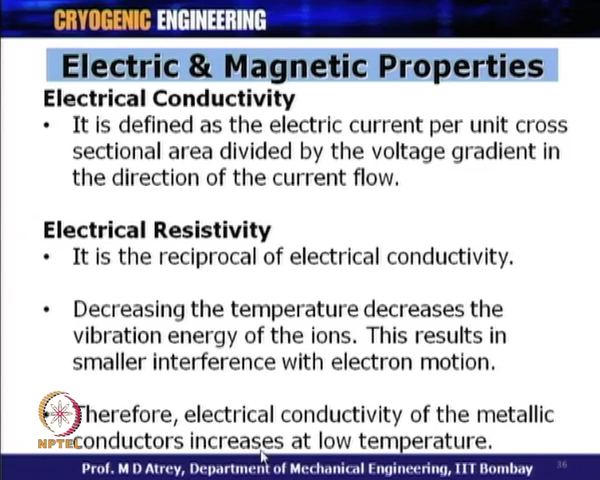 CRYOGENIC ENGINEERING
Electric & Magnetic Properties
Electrical Conductivity
• It is defined as the electric current per unit cross
sectional area divided by the voltage gradient in
the direction of the current flow.
Electrical Resistivity
• It is the reciprocal of electrical conductivity.
• Decreasing the temperature decreases the
vibration energy of the ions. This results in
smaller interference with electron motion.
• Therefore, electrical conductivity of the metallic
conductors increases at low temperature.
NPTEL
Prof. M D Atrey, Department of Mechanical Engineering, IIT Bombay
36